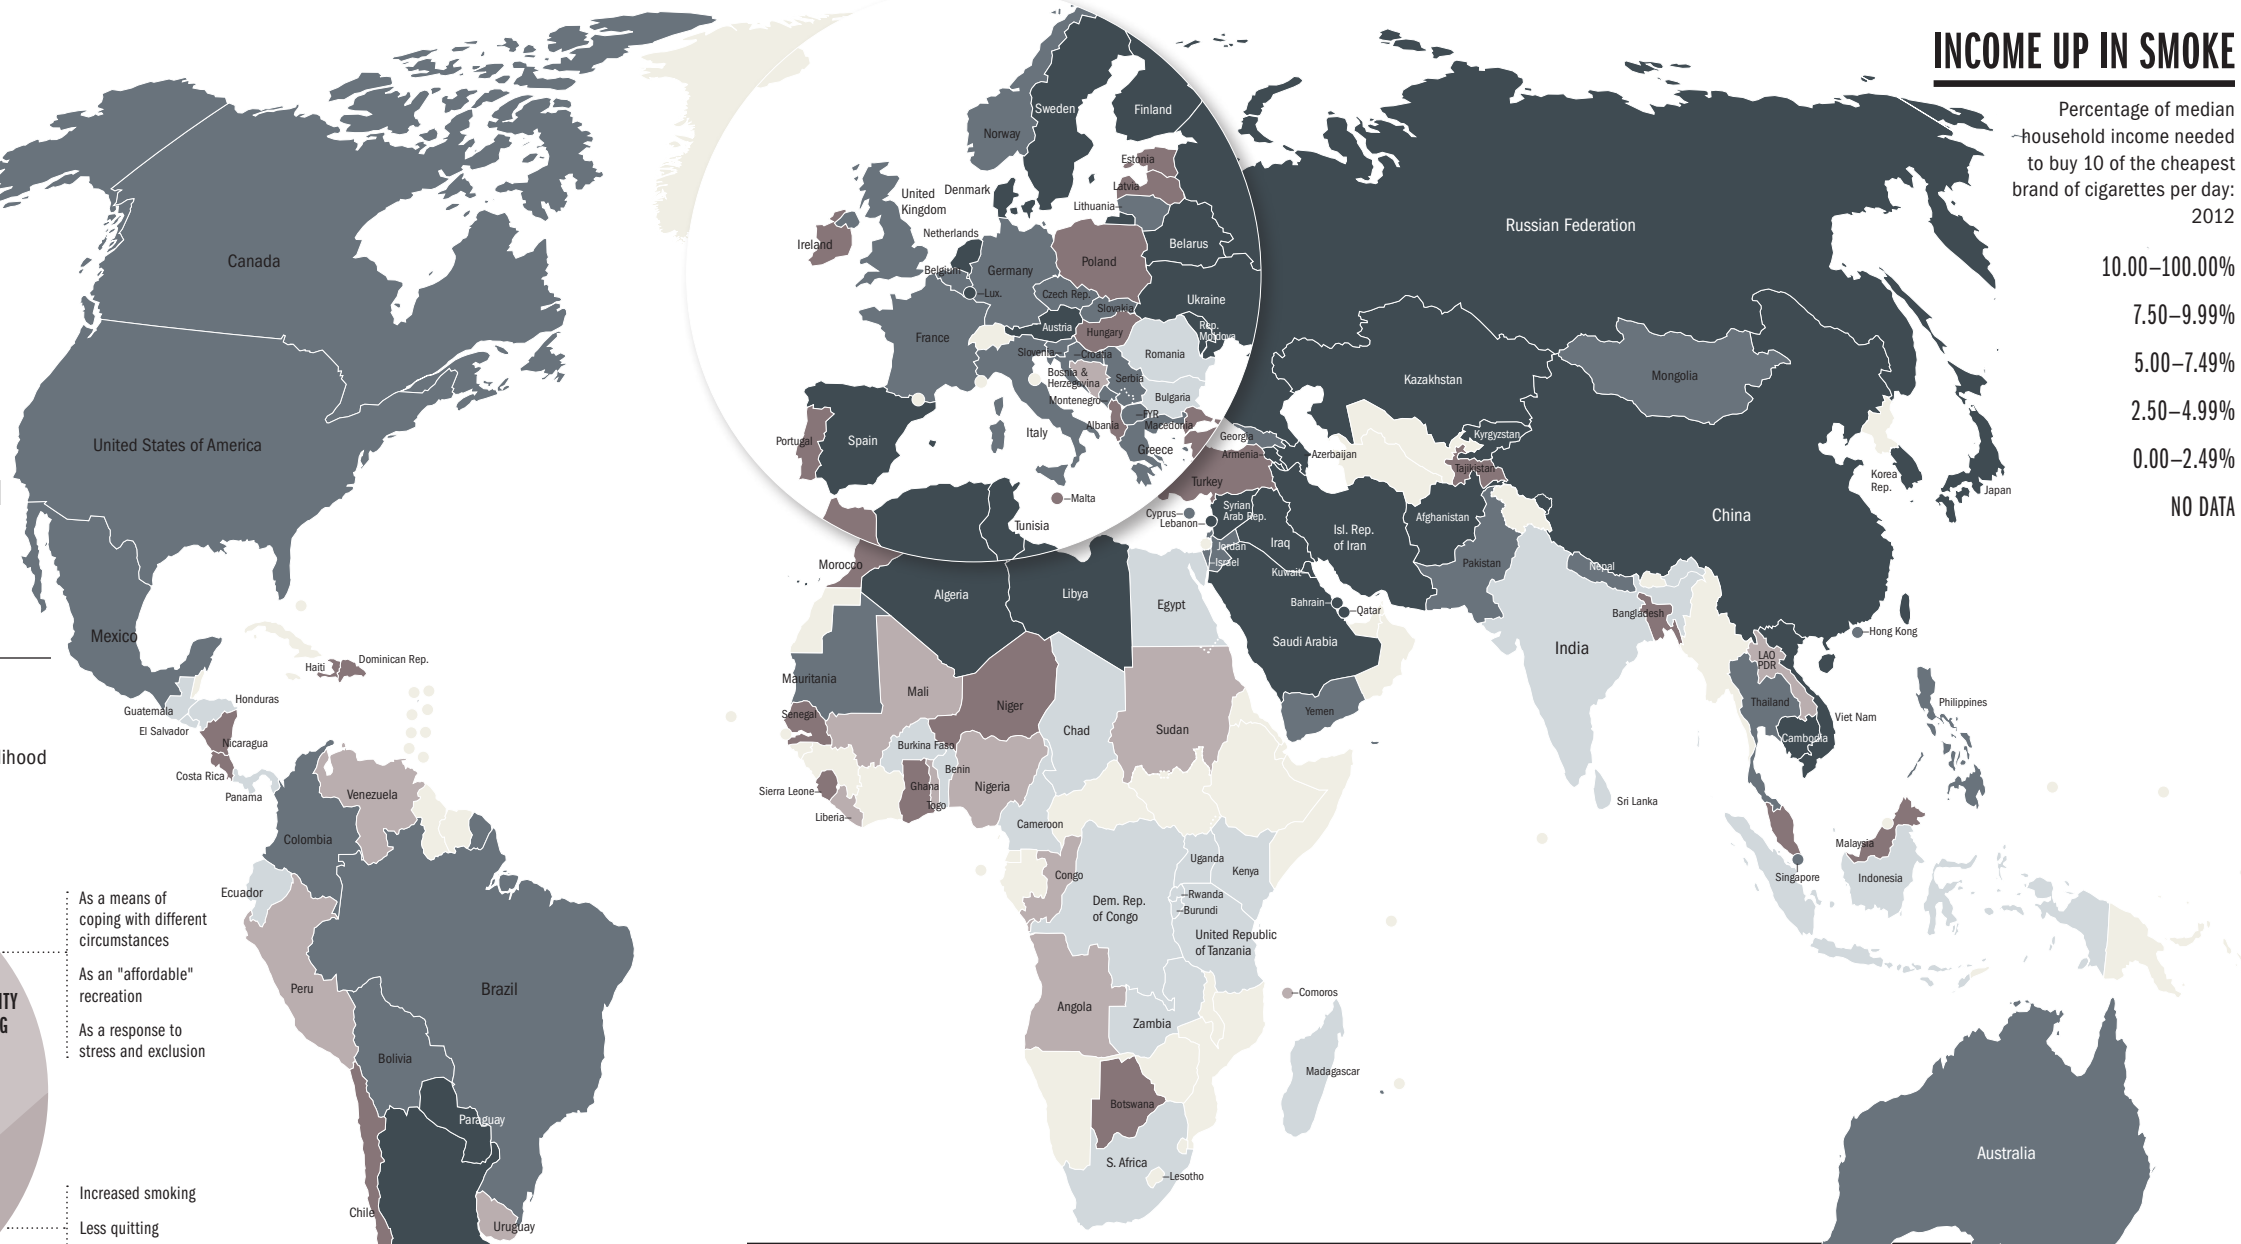 INCOME UP IN SMOKE
Percentage of median
household income needed
to buy 10 of the cheapest
brand of cigarettes per day:
2012
10.00–100.00%
7.50–9.99%
5.00–7.49%
2.50–4.99%
0.00–2.49%
NO DATA
Canada
United States of America
Mexico
Haiti
Dominican Rep.
Honduras
Guatemala
El Salvador
Nicaragua
Costa Rica
Panama
Venezuela
Colombia
Ecuador
Peru
Brazil
Bolivia
Paraguay
Chile
Uruguay
Sweden
Finland
Norway
Estonia
Latvia
Lithuania
United
Kingdom
Denmark
Ireland
Netherlands
Belgium
Germany
Poland
Belarus
Lux.
Czech Rep.
Slovakia
Ukraine
France
Austria
Hungary
Rep.
Moldova
Slovenia
Croatia
Romania
Bosnia &
Herzegovina
Serbia
Montenegro
Bulgaria
FYR
Macedonia
Albania
Portugal
Spain
Italy
Greece
Malta
Tunisia
Russian Federation
Kazakhstan
Mongolia
Georgia
Armenia
Azerbaijan
Kyrgyzstan
Tajikistan
Turkey
Cyprus
Lebanon
Syrian
Arab Rep.
Iraq
Isl. Rep.
of Iran
Afghanistan
Jordan
Israel
Kuwait
Pakistan
Nepal
China
Korea
Rep.
Japan
Bahrain
Qatar
Saudi Arabia
Yemen
India
Bangladesh
Hong Kong
LAO
PDR
Thailand
Viet Nam
Cambodia
Philippines
Sri Lanka
Malaysia
Singapore
Indonesia
Australia
Morocco
Algeria
Libya
Egypt
Mauritania
Mali
Niger
Chad
Sudan
Senegal
Burkina Faso
Benin
Sierra Leone
Ghana
Nigeria
Togo
Liberia
Cameroon
Congo
Uganda
Kenya
Dem. Rep.
of Congo
Rwanda
Burundi
United Republic
of Tanzania
Angola
Zambia
Comoros
Madagascar
Botswana
S. Africa
Lesotho
lihood
As a means of
coping with different
circumstances
As an "affordable"
recreation
As a response to
stress and exclusion
ITY
G
Increased smoking
Less quitting